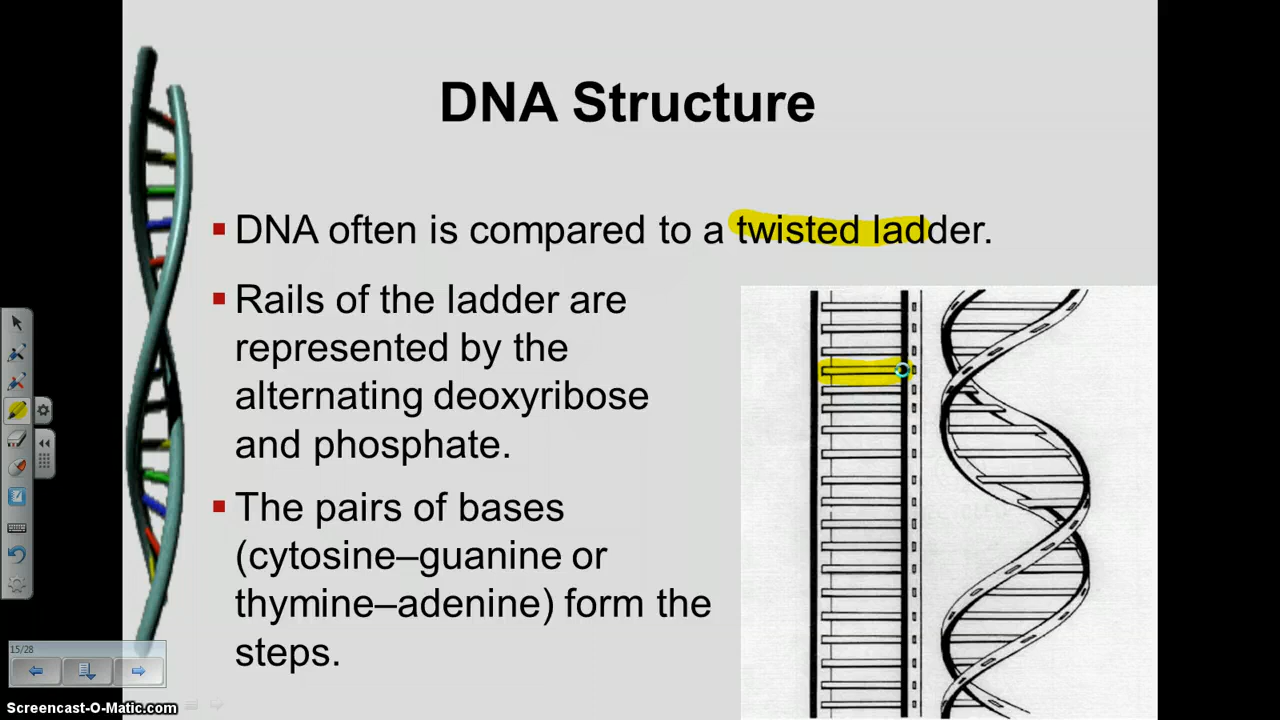 DNA Structure
▪ DNA often is compared to a twisted ladder.
▪ Rails of the ladder are
represented by the
alternating deoxyribose
and phosphate.
▪ The pairs of bases
(cytosine–guanine or
thymine–adenine) form the
steps.
15/28
Screencast-O-Matic.com